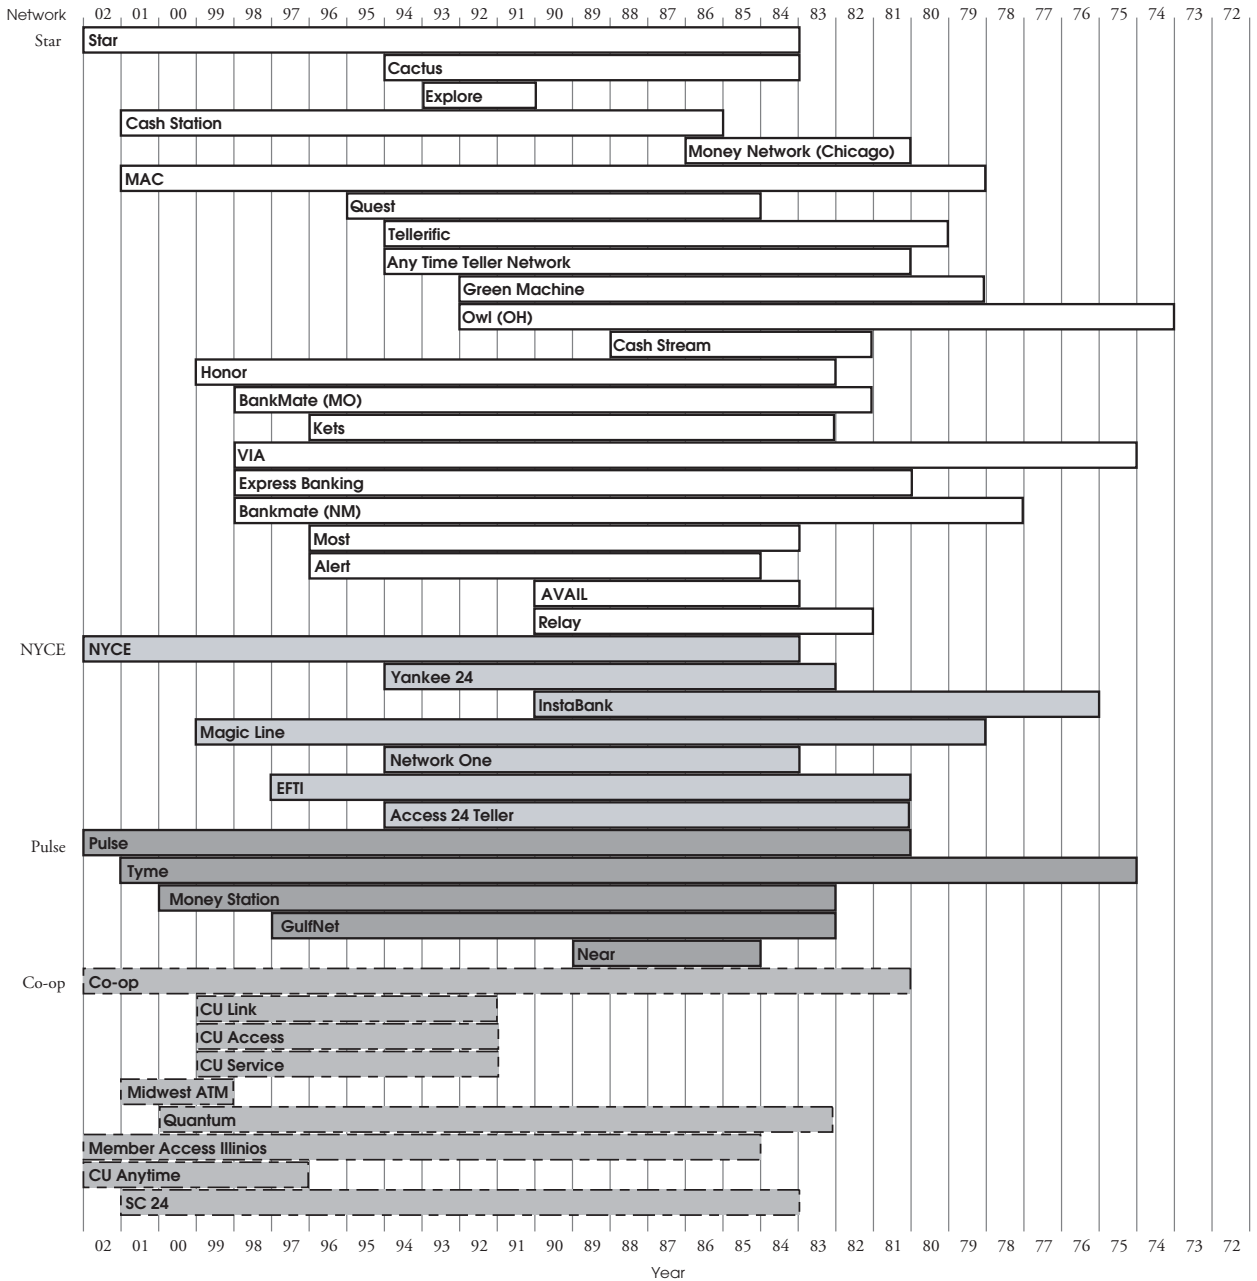 Network 02 01 00 99 98 97 96 95 94 93 92 91 90 89 88 87 86 85 84 83 82 81 80 79 78 77 76 75 74 73 72
Star Star
Cactus
Explore
Cash Station
Money Network (Chicago)
MAC
Quest
Tellerific
Any Time Teller Network
Green Machine
Owl (OH)
Cash Stream
Honor
BankMate (MO)
Kets
VIA
Express Banking
Bankmate (NM)
Most
Alert
AVAIL
Relay
NYCE NYCE
Yankee 24
InstaBank
Magic Line
Network One
EFTI
Access 24 Teller
Pulse Pulse
Tyme
Money Station
GulfNet
Near
Co-op Co-op
CU Link
CU Access
CU Service
Midwest ATM
Quantum
Member Access Illinios
CU Anytime
SC 24
02 01 00 99 98 97 96 95 94 93 92 91 90 89 88 87 86 85 84 83 82 81 80 79 78 77 76 75 74 73 72
Year